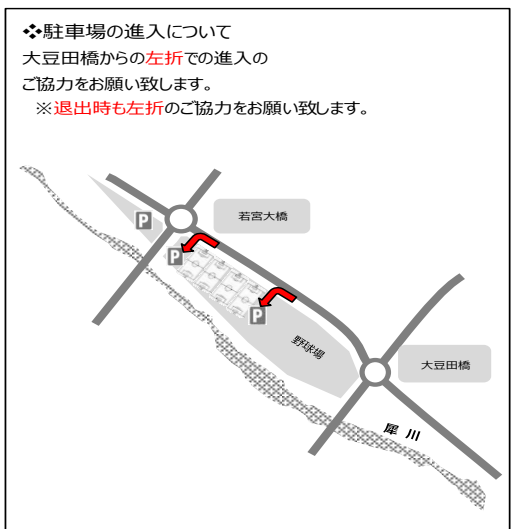 ❖駐車場の進入について
大豆田橋からの左折での進入の
ご協力をお願い致します。
※退出時も左折のご協力をお願い致します。
P
若宮大橋
P
P
野球場
大豆田橋
犀 川